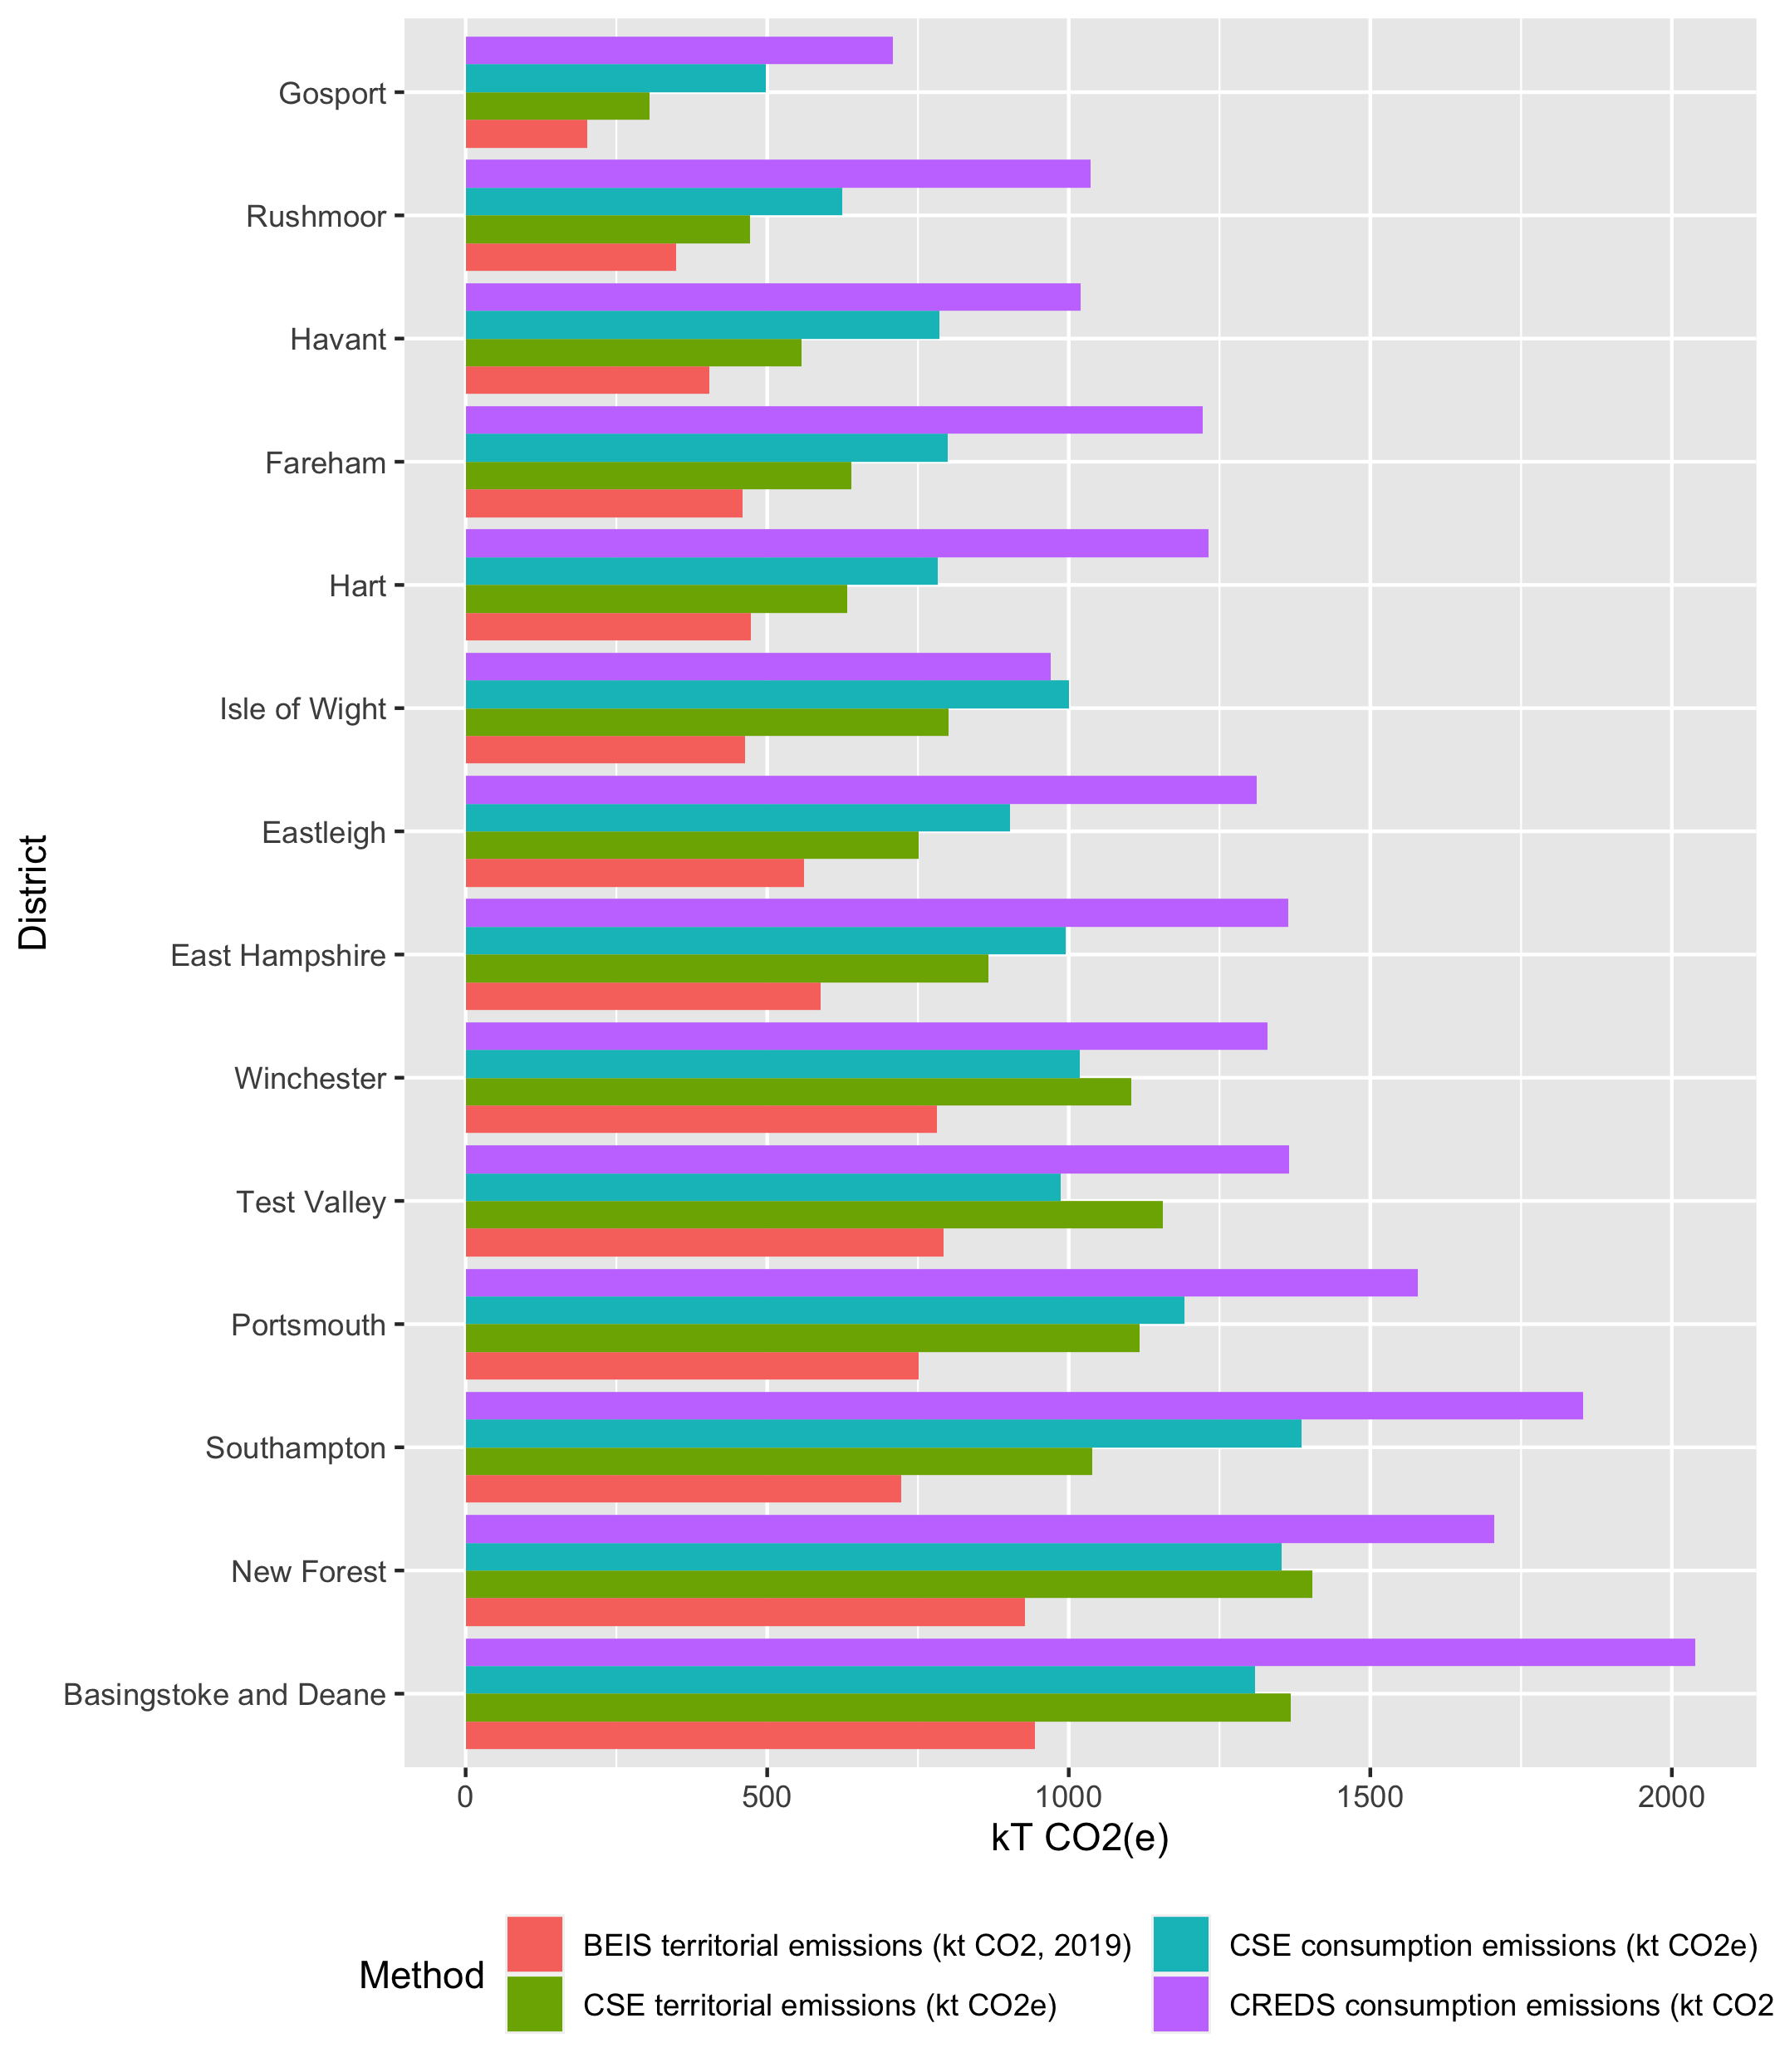 Gosport
Rushmoor
Havant
Fareham
Hart
Isle of Wight
Eastleigh
East Hampshire
Winchester
Test Valley
Portsmouth
Southampton
New Forest
Basingstoke and Deane
District
0 500 1000 1500 2000
kT CO2(e)
Method
BEIS territorial emissions (kt CO2, 2019)
CSE territorial emissions (kt CO2e)
CSE consumption emissions (kt CO2e)
CREDS consumption emissions (kt CO2